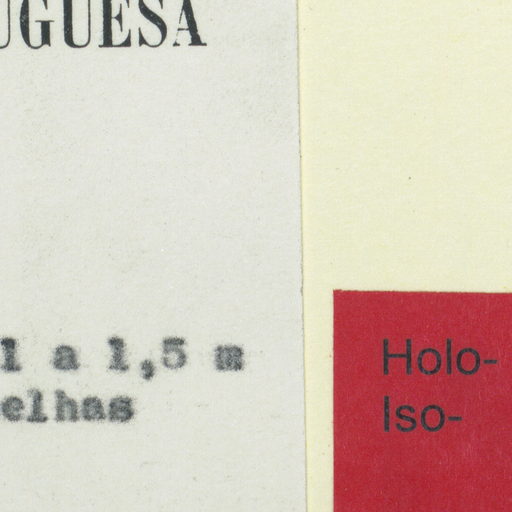 UGUESA
1 a 1,5 m
elhas
Holo-
Iso-